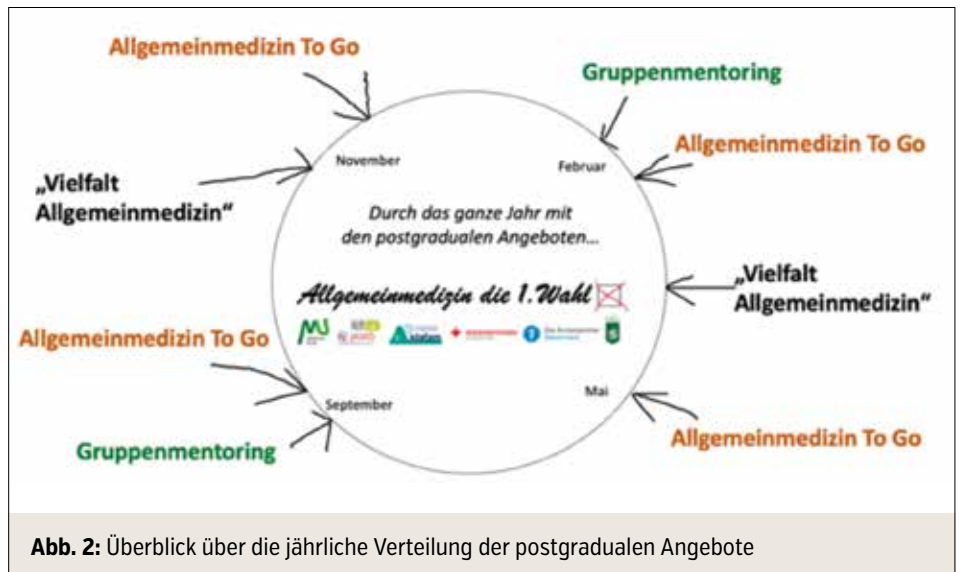 Allgemeinmedizin To Go
Gruppenmentoring
November
Februar
Allgemeinmedizin To Go
„Vielfalt
Allgemeinmedizin“
Durch das ganze Jahr mit
den postgradualen Angeboten...
„Vielfalt
Allgemeinmedizin“
Allgemeinmedizin die 1.Wahl
Allgemeinmedizin To Go
September
Mai
Gruppenmentoring
Allgemeinmedizin To Go
Abb. 2: Überblick über die jährliche Verteilung der postgradualen Angebote